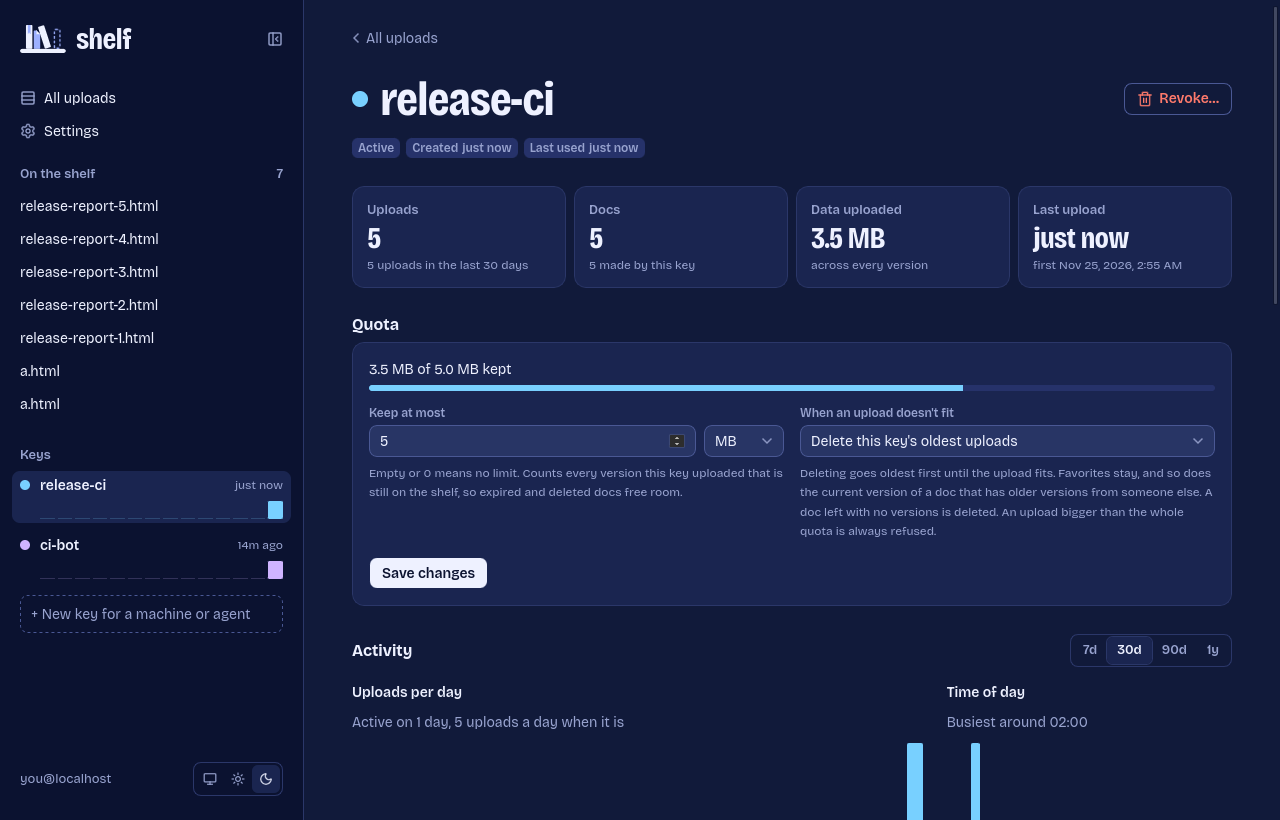 shelf
All uploads
Settings
On the shelf 7
release-report-5.html
release-report-4.html
release-report-3.html
release-report-2.html
release-report-1.html
a.html
a.html
Keys
release-ci just now
ci-bot 14m ago
+ New key for a machine or agent
you@localhost
All uploads
release-ci
Revoke...
Active Created just now Last used just now
Uploads
5
5 uploads in the last 30 days
Docs
5
5 made by this key
Data uploaded
3.5 MB
across every version
Last upload
just now
first Nov 25, 2026, 2:55 AM
Quota
3.5 MB of 5.0 MB kept
Keep at most
5 MB
Empty or 0 means no limit. Counts every version this key uploaded that is
still on the shelf, so expired and deleted docs free room.
When an upload doesn't fit
Delete this key's oldest uploads
Deleting goes oldest first until the upload fits. Favorites stay, and so does
the current version of a doc that has older versions from someone else. A
doc left with no versions is deleted. An upload bigger than the whole
quota is always refused.
Save changes
Activity
7d 30d 90d 1y
Uploads per day
Active on 1 day, 5 uploads a day when it is
Time of day
Busiest around 02:00